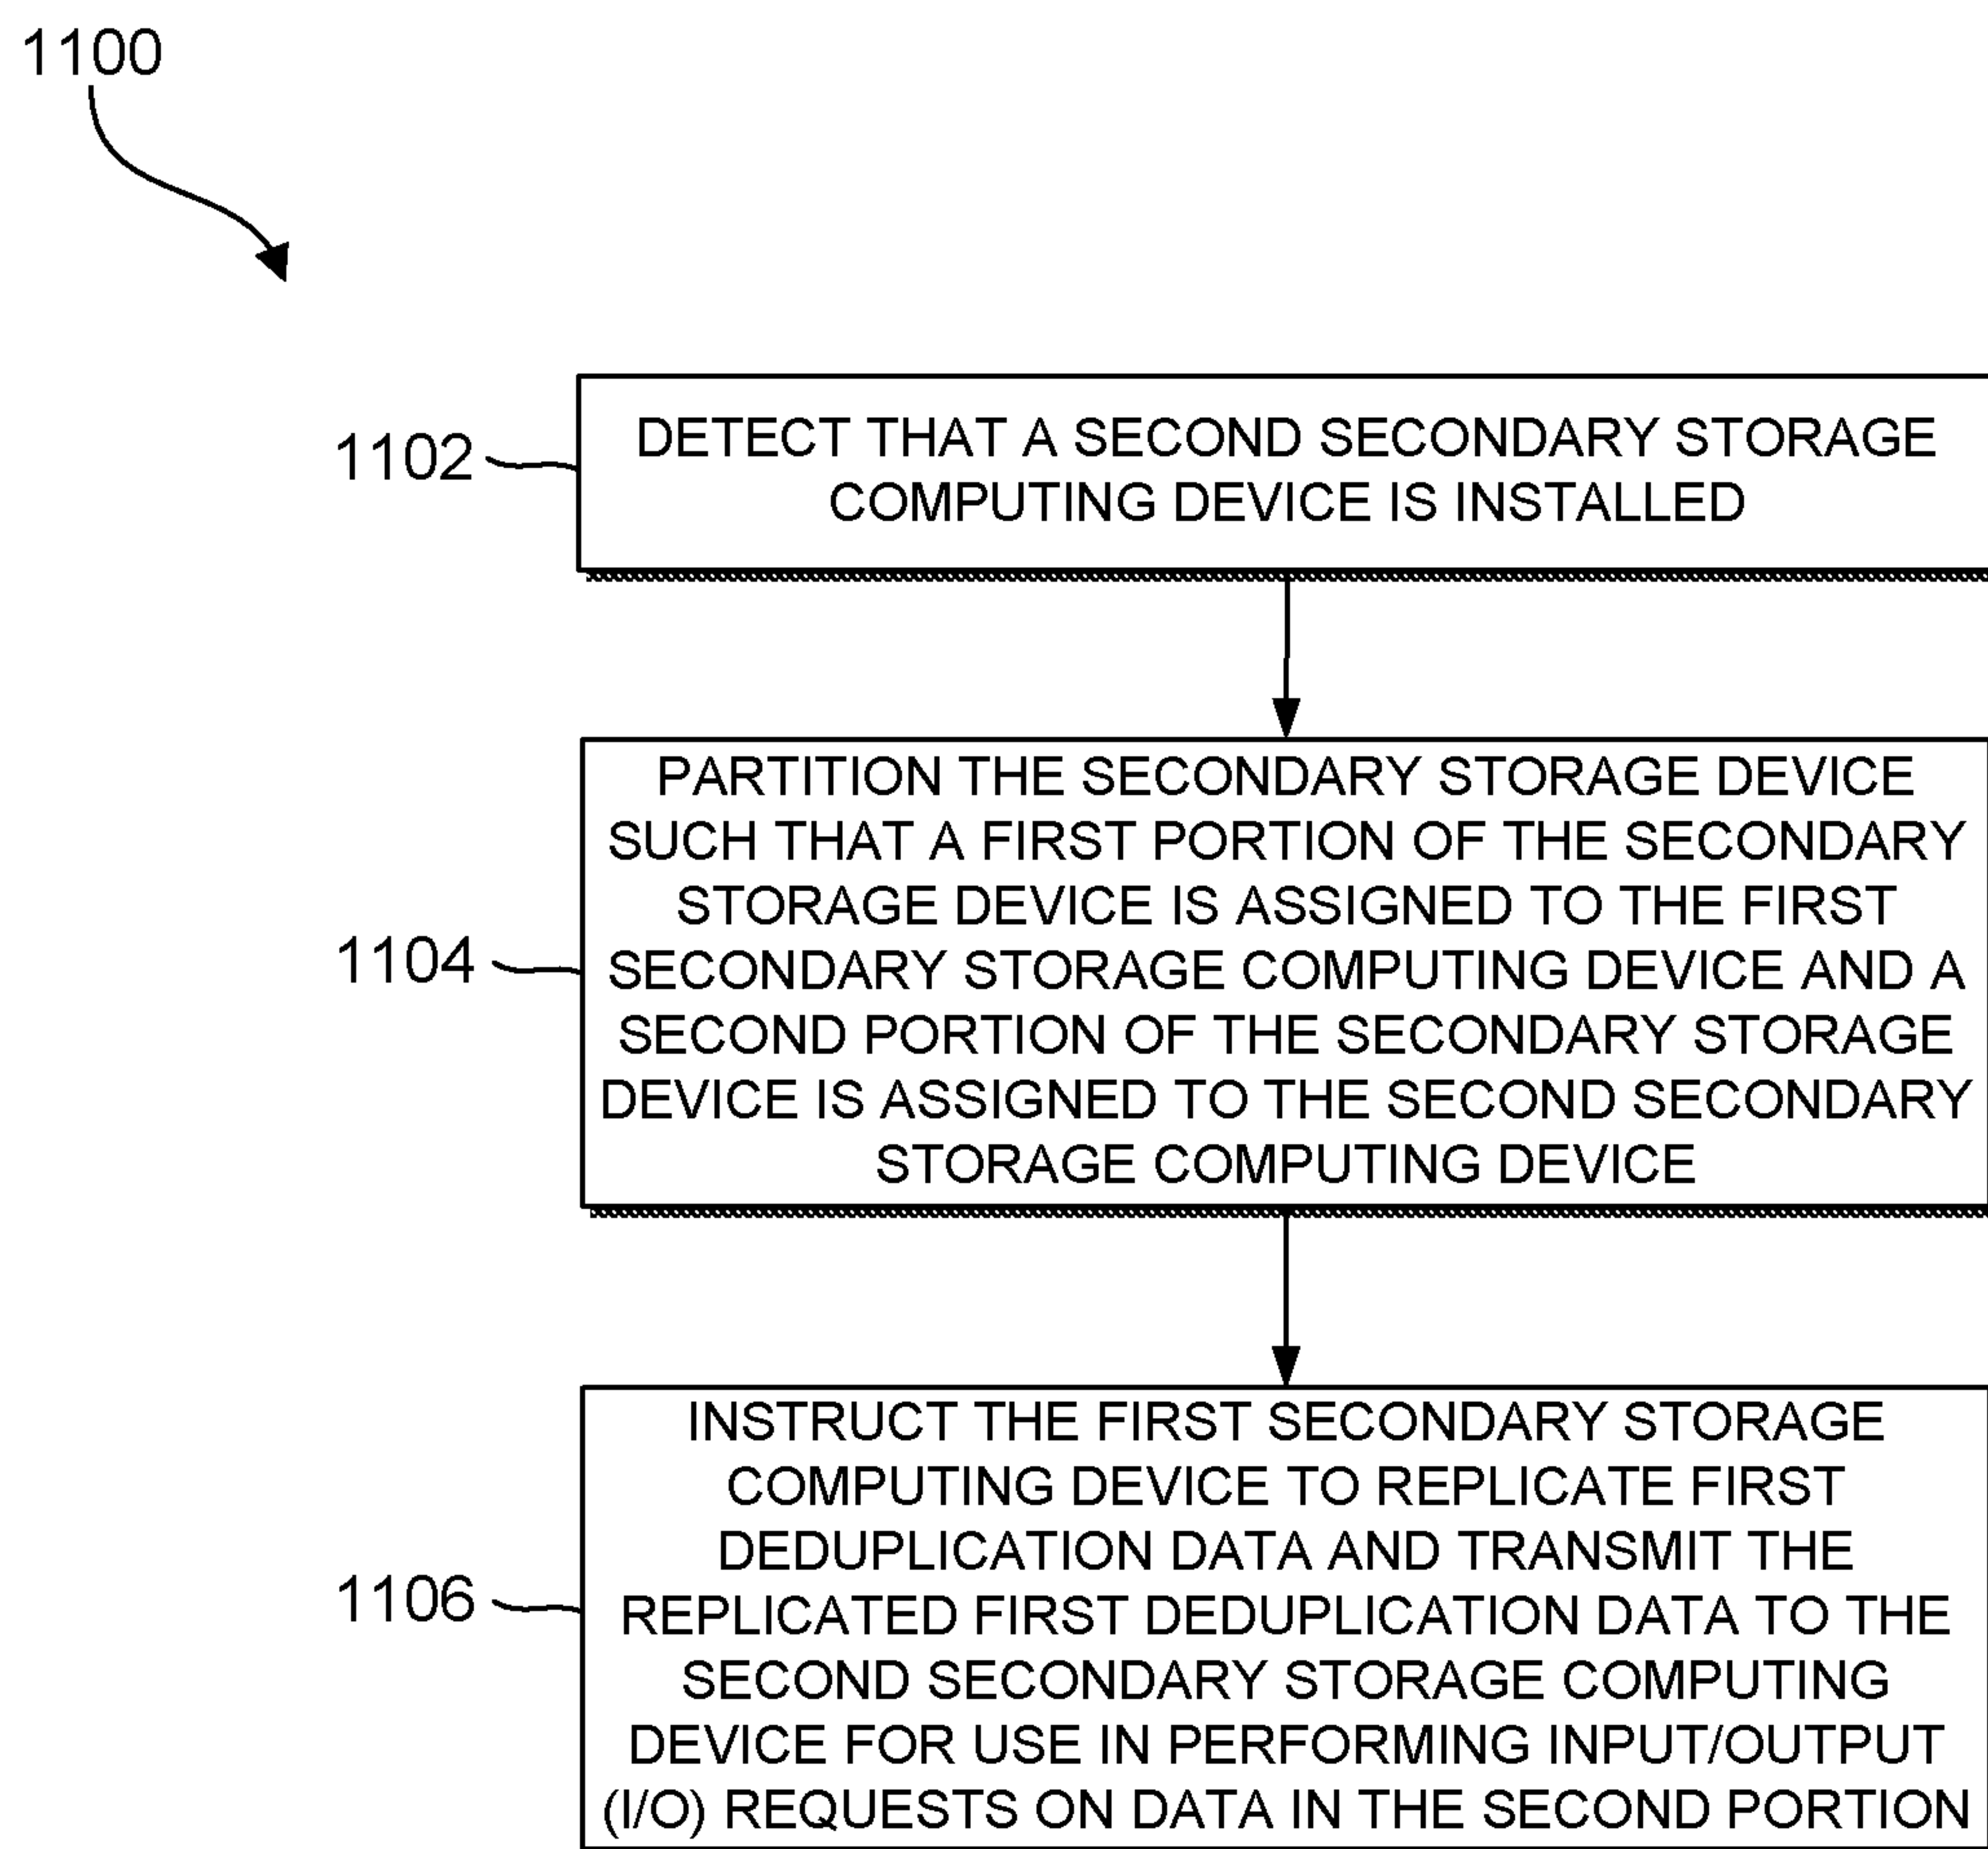 1100
1102
DETECT THAT A SECOND SECONDARY STORAGE
COMPUTING DEVICE IS INSTALLED
1104
PARTITION THE SECONDARY STORAGE DEVICE
SUCH THAT A FIRST PORTION OF THE SECONDARY
STORAGE DEVICE IS ASSIGNED TO THE FIRST
SECONDARY STORAGE COMPUTING DEVICE AND A
SECOND PORTION OF THE SECONDARY STORAGE
DEVICE IS ASSIGNED TO THE SECOND SECONDARY
STORAGE COMPUTING DEVICE
1106
INSTRUCT THE FIRST SECONDARY STORAGE
COMPUTING DEVICE TO REPLICATE FIRST
DEDUPLICATION DATA AND TRANSMIT THE
REPLICATED FIRST DEDUPLICATION DATA TO THE
SECOND SECONDARY STORAGE COMPUTING
DEVICE FOR USE IN PERFORMING INPUT/OUTPUT
(I/O) REQUESTS ON DATA IN THE SECOND PORTION